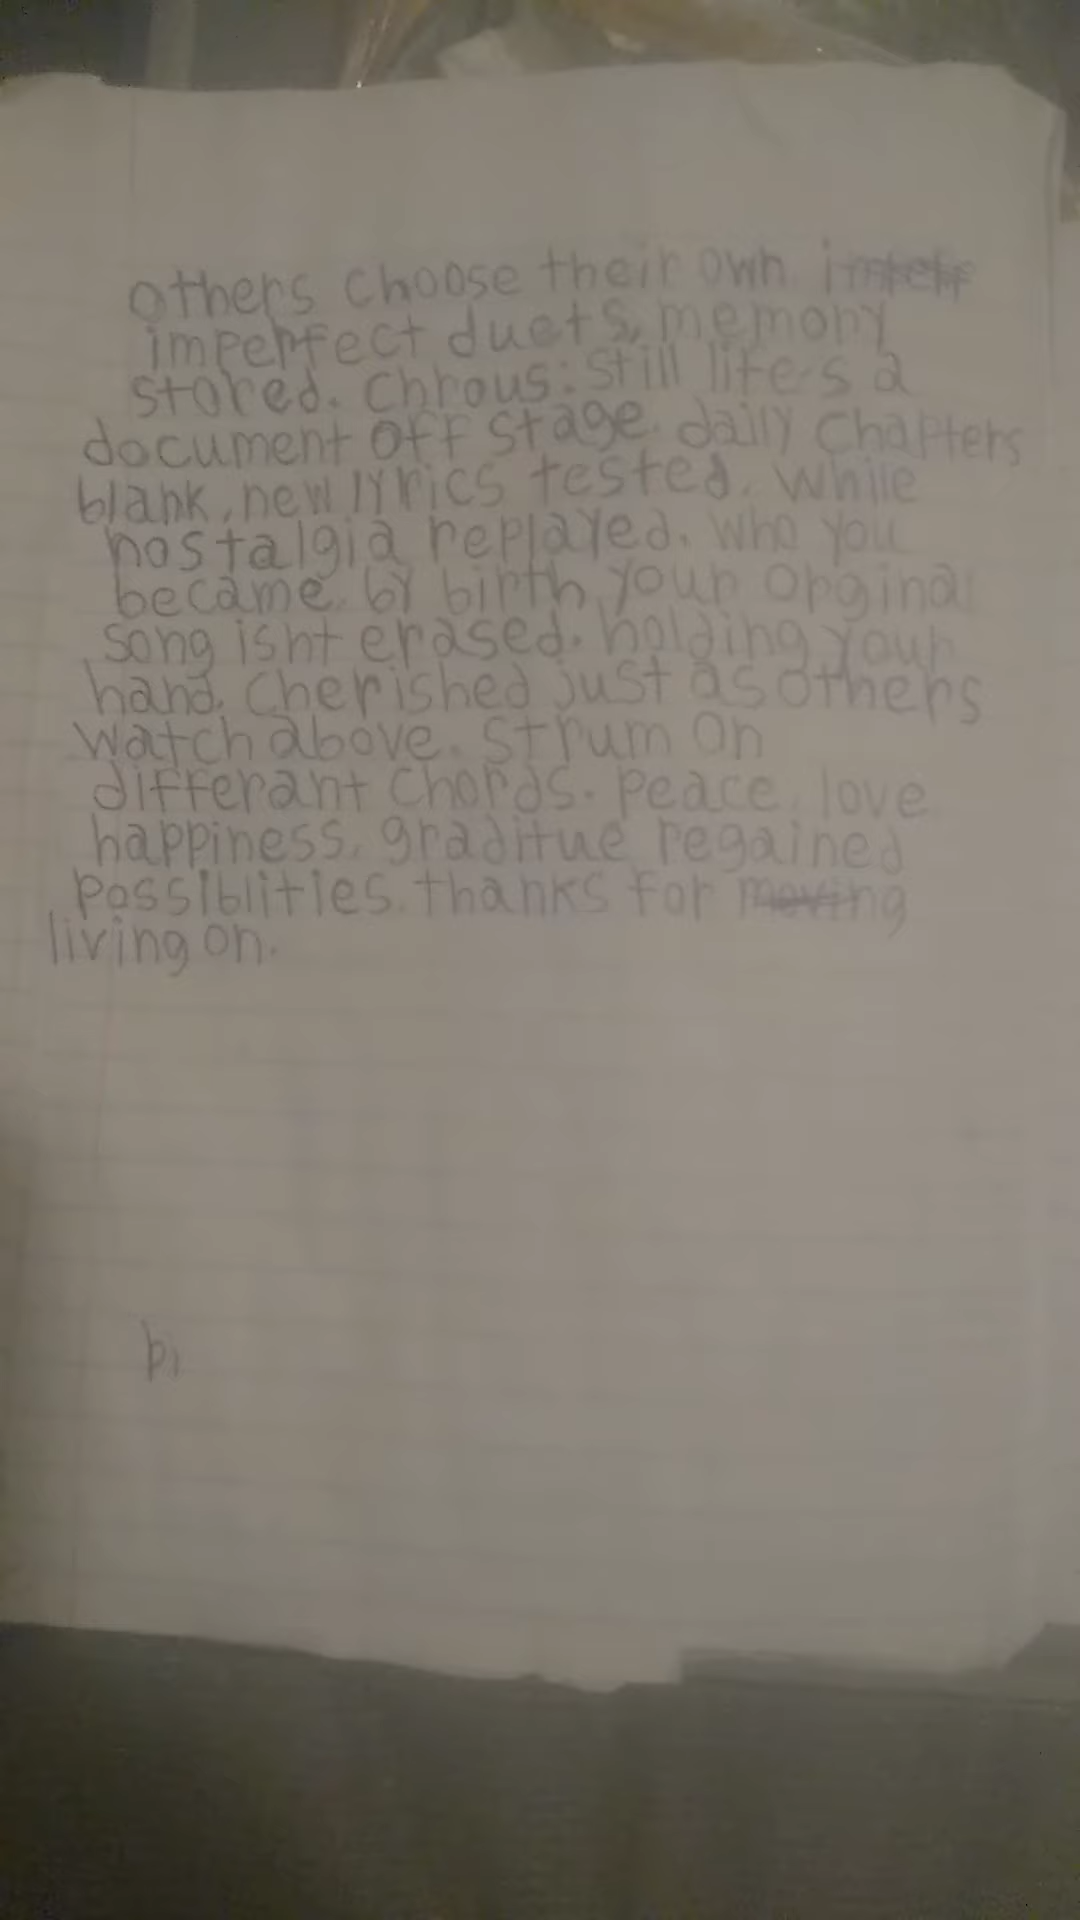 others choose their own
imperfect duets, memory
stored. Chrous: still life's a
document off stage. daily Chapters
blank, new lyrics tested. While
nostalgia replayed. who you
became. by birth, your orginal
song isnt erased. holding your
hand. Cherished just as others
watch above. Strum on
differant Chords. peace, love
happiness, graditue regained
possiblities. thanks for moving
living on.